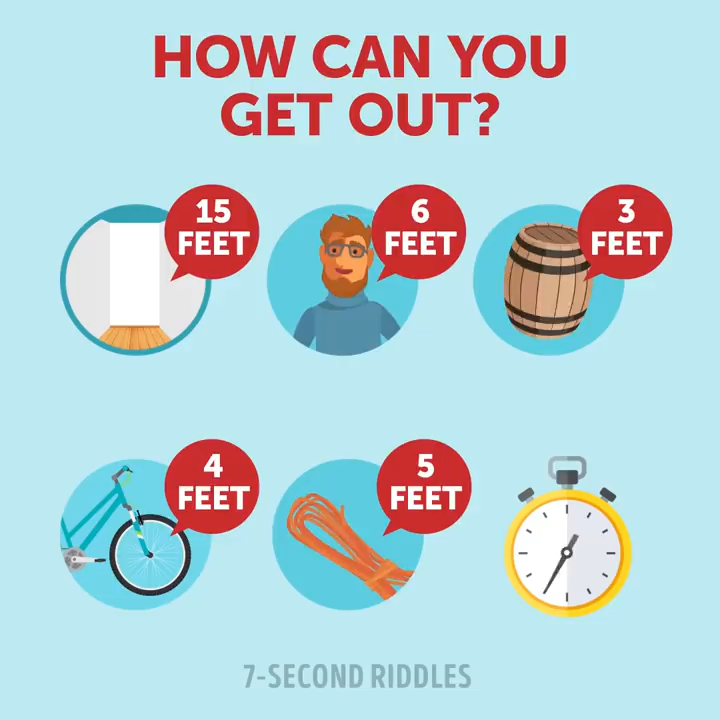 HOW CAN YOU
GET OUT?
15
FEET
6
FEET
3
FEET
4
FEET
5
FEET
7-SECOND RIDDLES